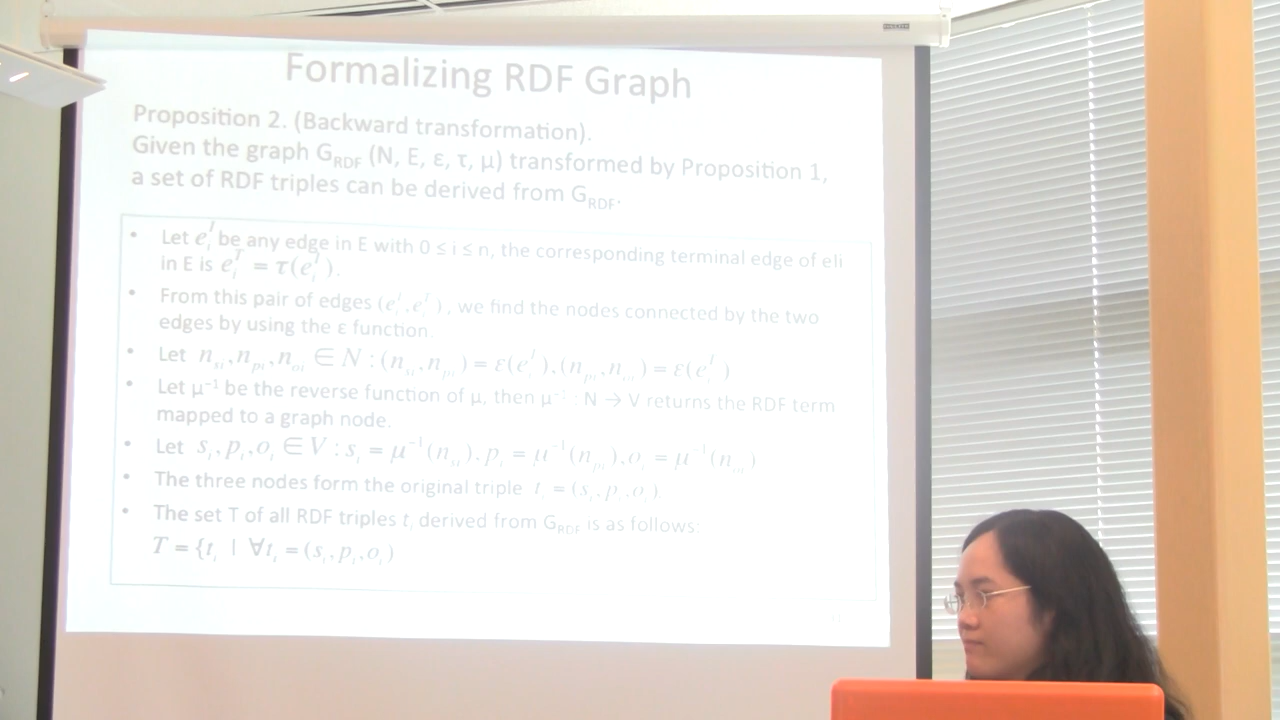 Formalizing RDF Graph
Proposition 2. (Backward transformation).
Given the graph G_RDF (N, E, ε, τ, μ) transformed by Proposition 1,
a set of RDF triples can be derived from G_RDF.
• Let e_i^I be any edge in E with 0 ≤ i ≤ n, the corresponding terminal edge of eIi
in E is e_i^T = τ(e_i^I).
• From this pair of edges (e_i^I, e_i^T), we find the nodes connected by the two
edges by using the ε function.
• Let n_si, n_pi, n_oi ∈ N : (n_si, n_pi) = ε(e_i^I), (n_pi, n_oi) = ε(e_i^T)
• Let μ⁻¹ be the reverse function of μ, then μ⁻¹ : N → V returns the RDF term
mapped to a graph node.
• Let s_i, p_i, o_i ∈ V : s_i = μ⁻¹(n_si), p_i = μ⁻¹(n_pi), o_i = μ⁻¹(n_oi)
• The three nodes form the original triple t_i = (s_i, p_i, o_i).
• The set T of all RDF triples t_i derived from G_RDF is as follows:
T = {t_i | ∀t_i = (s_i, p_i, o_i)